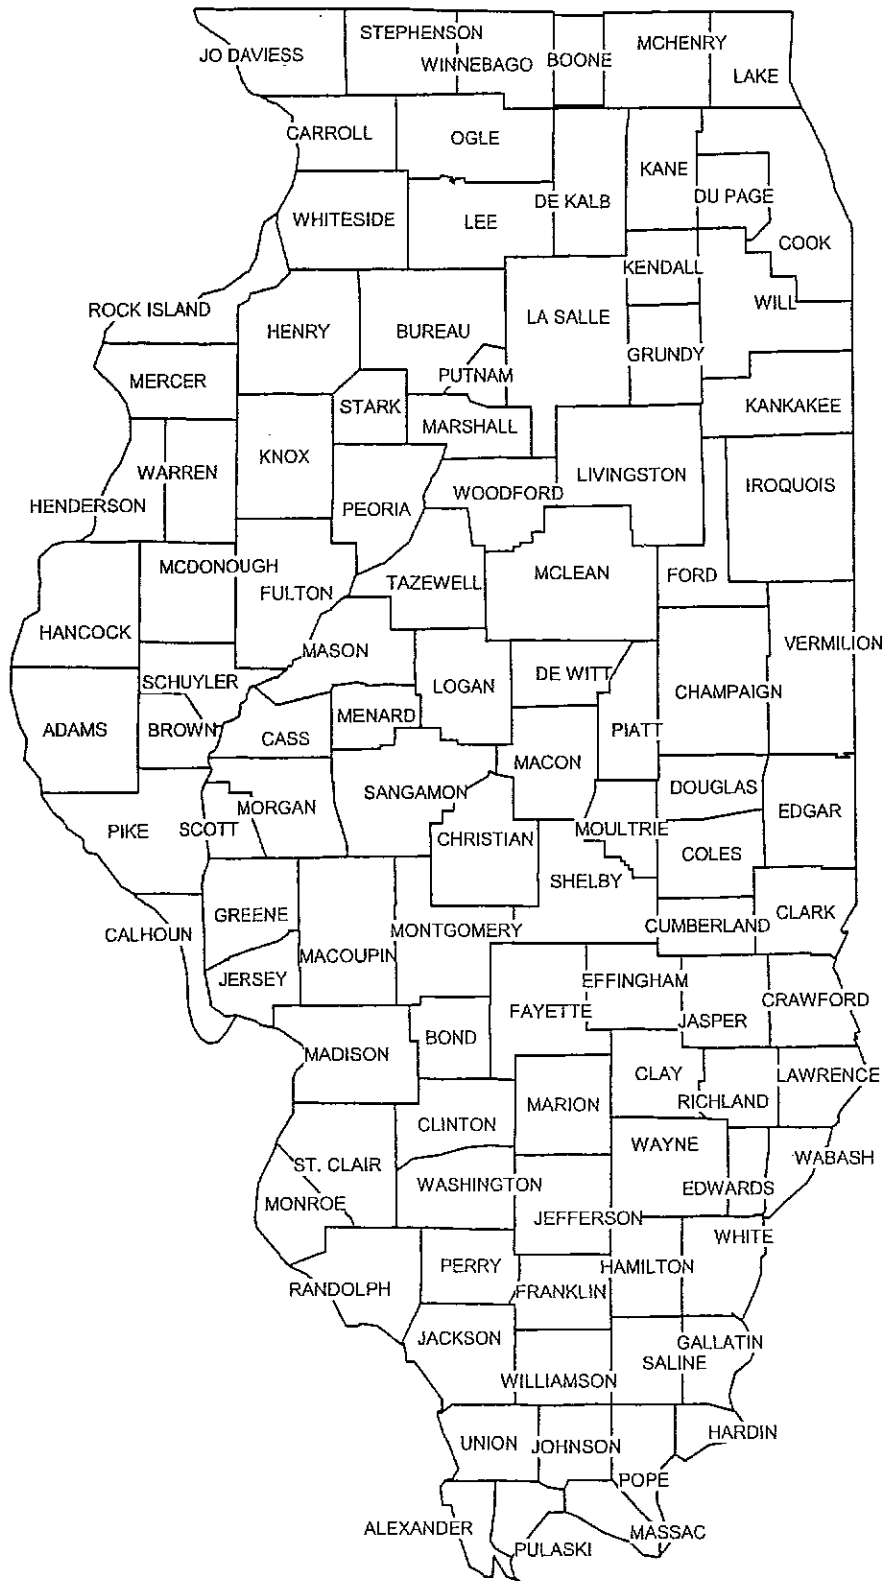 STEPHENSON
JO DAVIESS
WINNEBAGO
BOONE
MCHENRY
LAKE
CARROLL
OGLE
KANE
DU PAGE
DE KALB
WHITESIDE
LEE
COOK
KENDALL
ROCK ISLAND
WILL
HENRY
BUREAU
LA SALLE
GRUNDY
PUTNAM
MERCER
STARK
KANKAKEE
MARSHALL
KNOX
WARREN
LIVINGSTON
IROQUOIS
WOODFORD
HENDERSON
PEORIA
MCDONOUGH
FULTON
TAZEWELL
MCLEAN
FORD
HANCOCK
MASON
VERMILION
SCHUYLER
LOGAN
DE WITT
CHAMPAIGN
MENARD
ADAMS
BROWN
CASS
PIATT
MACON
DOUGLAS
SANGAMON
MORGAN
EDGAR
PIKE
SCOTT
CHRISTIAN
MOULTRIE
COLES
SHELBY
GREENE
CLARK
CALHOUN
MONTGOMERY
CUMBERLAND
MACOUPIN
JERSEY
EFFINGHAM
CRAWFORD
FAYETTE
JASPER
BOND
MADISON
CLAY
LAWRENCE
RICHLAND
MARION
CLINTON
WAYNE
WABASH
ST. CLAIR
WASHINGTON
EDWARDS
MONROE
JEFFERSON
WHITE
HAMILTON
PERRY
RANDOLPH
FRANKLIN
JACKSON
GALLATIN
SALINE
WILLIAMSON
HARDIN
UNION
JOHNSON
POPE
ALEXANDER
MASSAC
PULASKI